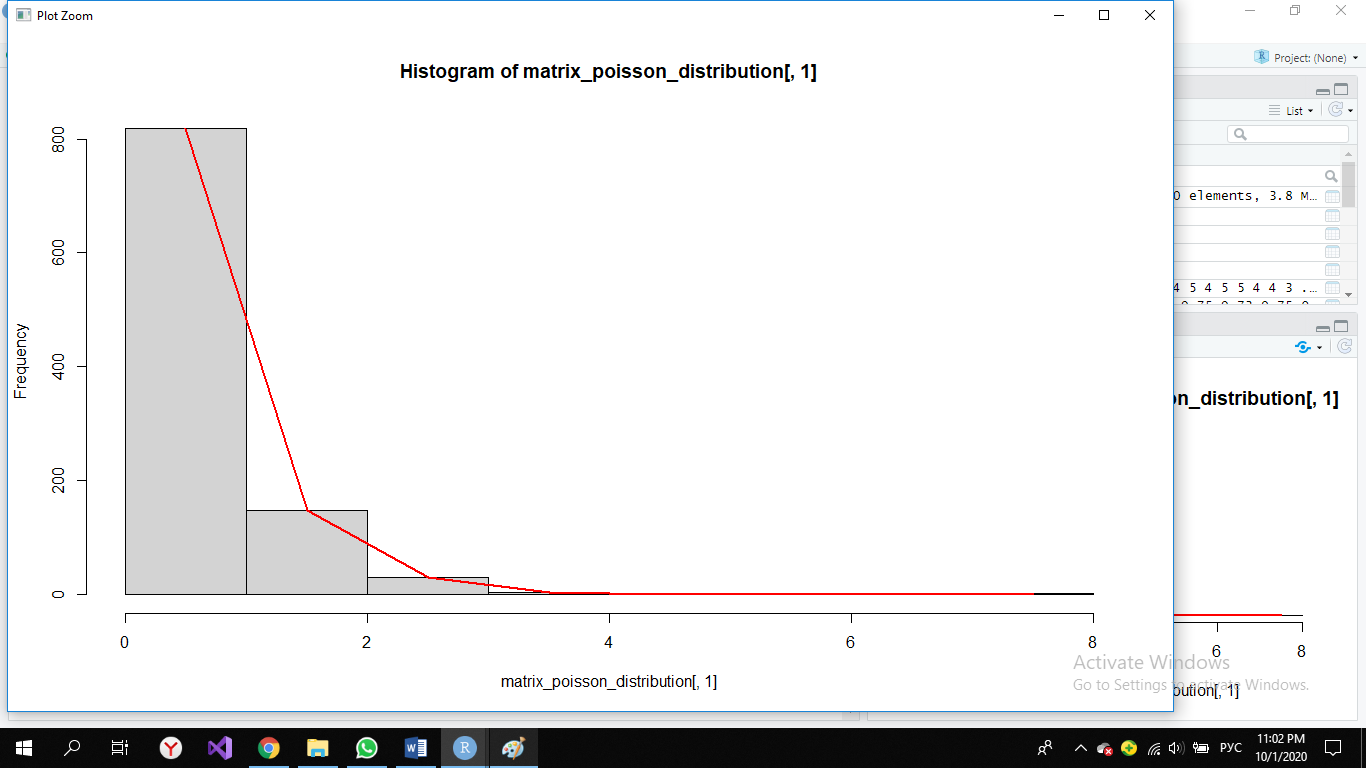 Plot Zoom
Histogram of matrix_poisson_distribution[, 1]
Frequency
800
600
400
200
0
0 2 4 6 8
matrix_poisson_distribution[, 1]
Project: (None)
List
0 elements, 3.8 M...
4 5 4 5 5 4 4 3 ...
on_distribution[, 1]
6 8
bution[, 1]
Activate Windows
Go to Settings to activate Windows.
РУС
11:02 PM
10/1/2020